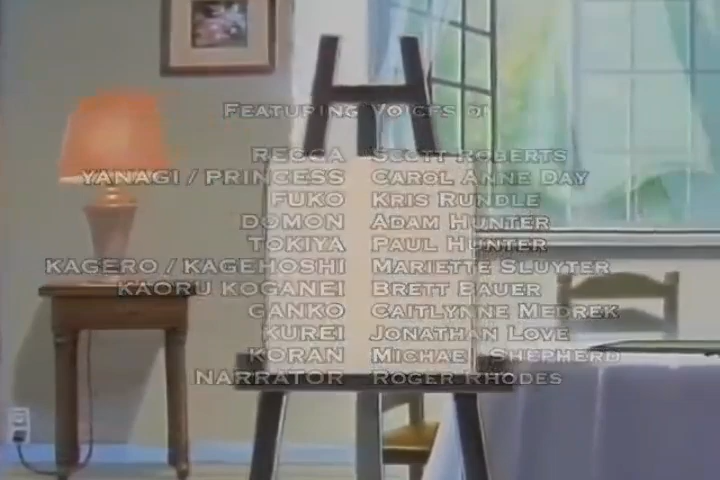 FEATURING VOICES OF
RECCA SCOTT ROBERTS
YANAGI / PRINCESS CAROL ANNE DAY
FUKO KRIS RUNDLE
DOMON ADAM HUNTER
TOKIYA PAUL HUNTER
KAGERO / KAGEHOSHI MARIETTE SLUYTER
KAORU KOGANEI BRETT BAUER
GANKO CAITLYNNE MEDREK
KUREI JONATHAN LOVE
KORAN MICHAEL SHEPHERD
NARRATOR ROGER RHODES